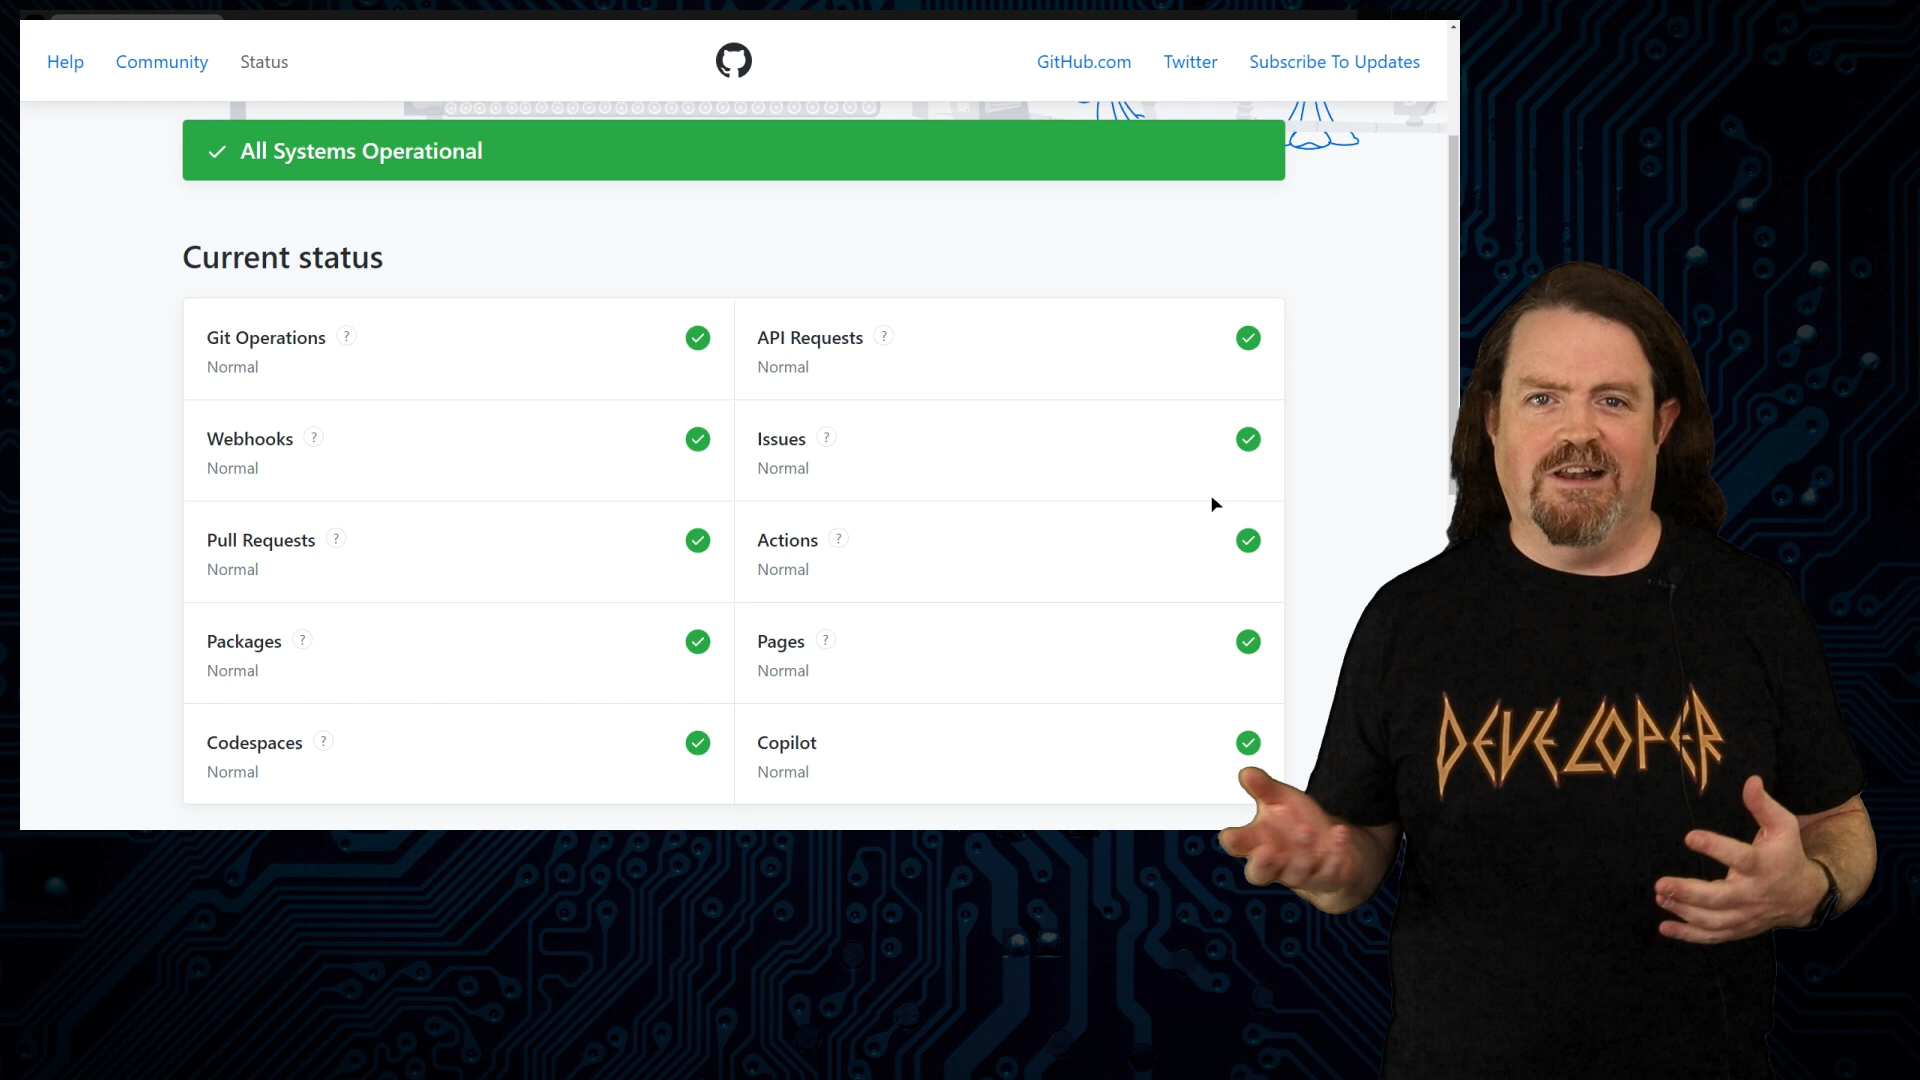 Help
Community
Status
GitHub.com
Twitter
Subscribe To Updates
All Systems Operational
Current status
Git Operations ?
Normal
API Requests ?
Normal
Webhooks ?
Normal
Issues ?
Normal
Pull Requests ?
Normal
Actions ?
Normal
Packages ?
Normal
Pages ?
Normal
Codespaces ?
Normal
Copilot
Normal
DEVELOPER